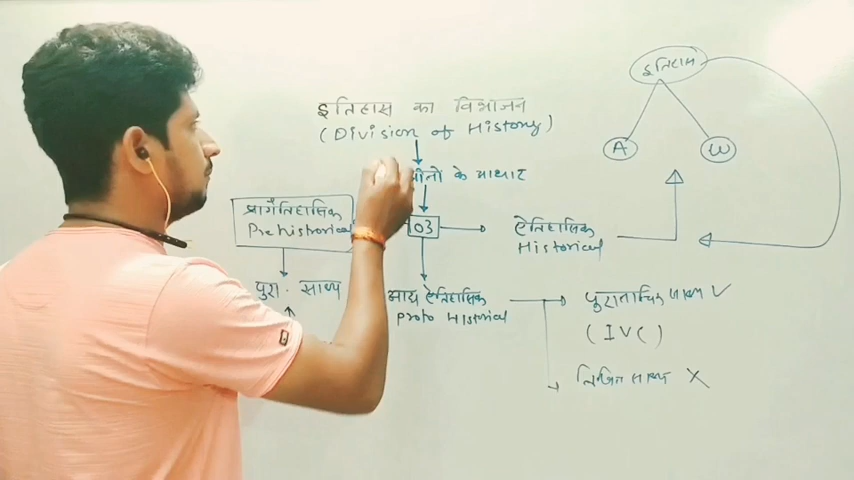 इतिहास का विभाजन
(Division of History)
के आधार
इतिहास
A
W
प्रागैतिहासिक
Prehistorical
03
ऐतिहासिक
Historical
पुरा. साक्ष्य
आद्य ऐतिहासिक
Proto Historical
पुरातात्विक साक्ष्य ✓
(IVC)
लिखित साक्ष्य X